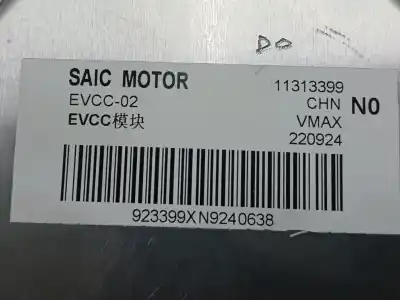 DO
SAIC MOTOR 11313399
EVCC-02 CHN N0
EVCC模块 VMAX
220924
923399XN9240638